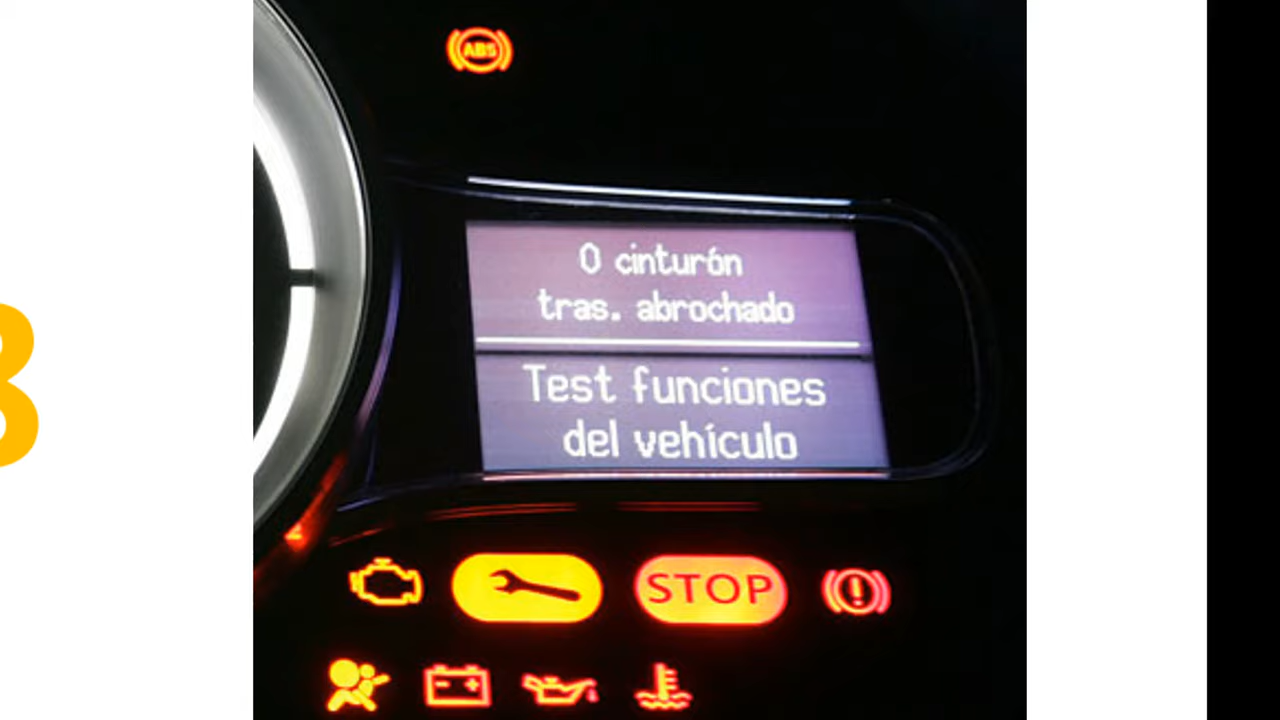 ABS
0 cinturón
tras. abrochado
Test funciones
del vehículo
STOP